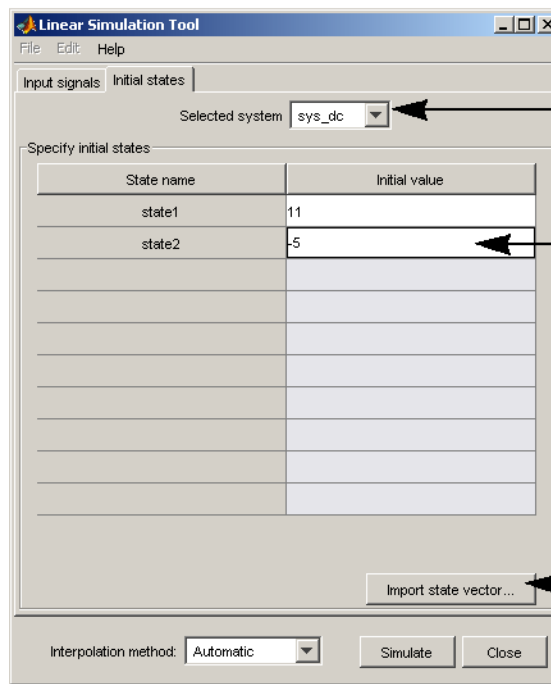 Linear Simulation Tool
File Edit Help
Input signals Initial states
Selected system sys_dc
Specify initial states
State name Initial value
state1 11
state2 -5
Import state vector...
Interpolation method: Automatic Simulate Close